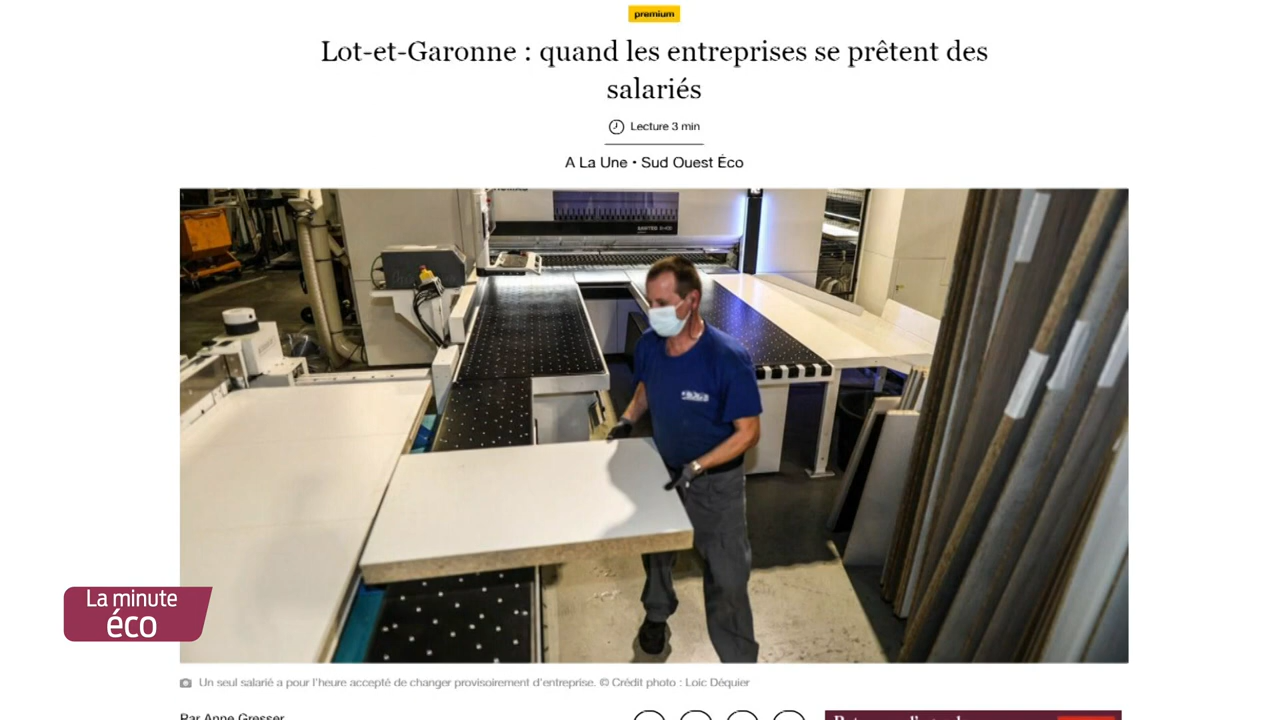 premium
Lot-et-Garonne : quand les entreprises se prêtent des
salariés
Lecture 3 min
A La Une • Sud Ouest Éco
La minute
éco
Un seul salarié a pour l'heure accepté de changer provisoirement d'entreprise. © Crédit photo : Loic Déquier
Par Anne Gresser